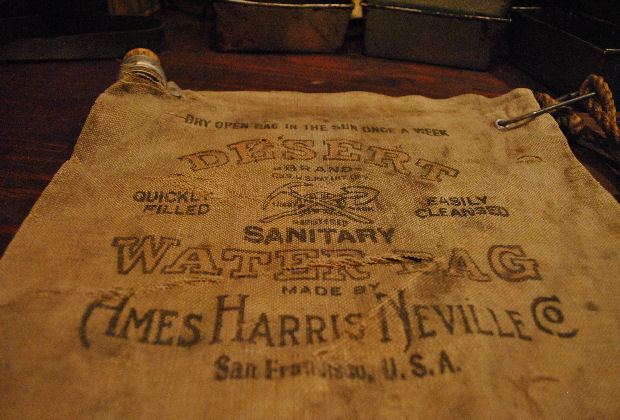 DRY OPEN BAG IN THE SUN ONCE A WEEK
DESERT
BRAND
QUICKLY FILLED
EASILY CLEANSED
REGISTERED
SANITARY
WATER BAG
MADE BY
AMES HARRIS NEVILLE Co
San Francisco, U.S.A.